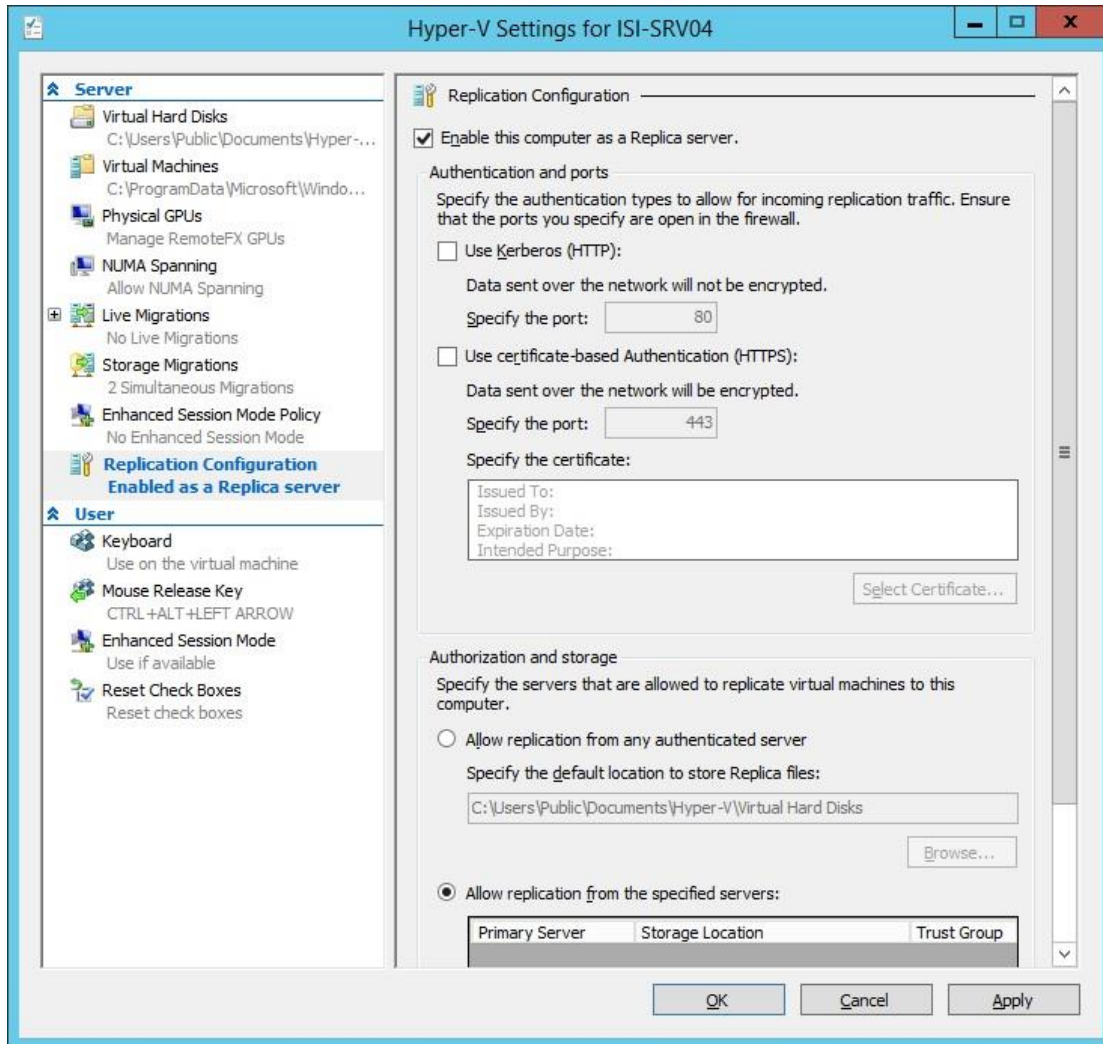 Hyper-V Settings for ISI-SRV04
Server
Virtual Hard Disks
C:\Users\Public\Documents\Hyper-...
Virtual Machines
C:\ProgramData\Microsoft\Windo...
Physical GPUs
Manage RemoteFX GPUs
NUMA Spanning
Allow NUMA Spanning
Live Migrations
No Live Migrations
Storage Migrations
2 Simultaneous Migrations
Enhanced Session Mode Policy
No Enhanced Session Mode
Replication Configuration
Enabled as a Replica server
User
Keyboard
Use on the virtual machine
Mouse Release Key
CTRL+ALT+LEFT ARROW
Enhanced Session Mode
Use if available
Reset Check Boxes
Reset check boxes
Replication Configuration
Enable this computer as a Replica server.
Authentication and ports
Specify the authentication types to allow for incoming replication traffic. Ensure
that the ports you specify are open in the firewall.
Use Kerberos (HTTP):
Data sent over the network will not be encrypted.
Specify the port: 80
Use certificate-based Authentication (HTTPS):
Data sent over the network will be encrypted.
Specify the port: 443
Specify the certificate:
Issued To:
Issued By:
Expiration Date:
Intended Purpose:
Select Certificate...
Authorization and storage
Specify the servers that are allowed to replicate virtual machines to this
computer.
Allow replication from any authenticated server
Specify the default location to store Replica files:
C:\Users\Public\Documents\Hyper-V\Virtual Hard Disks
Browse...
Allow replication from the specified servers:
Primary Server Storage Location Trust Group
OK Cancel Apply